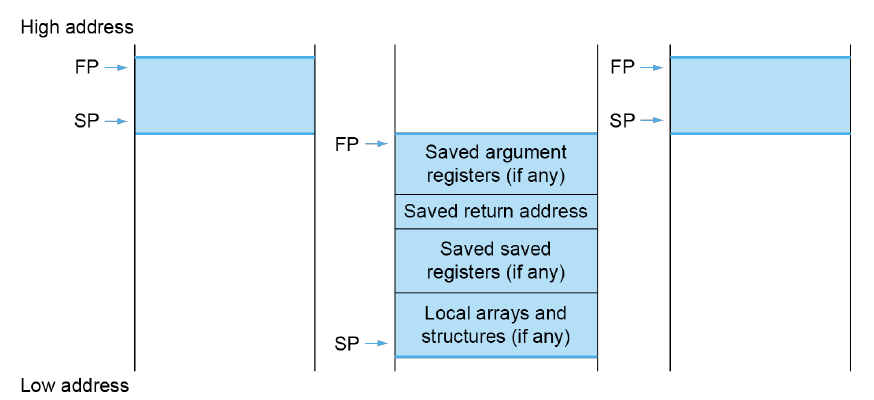 High address
FP
SP
FP
Saved argument
registers (if any)
Saved return address
Saved saved
registers (if any)
Local arrays and
structures (if any)
SP
FP
SP
Low address